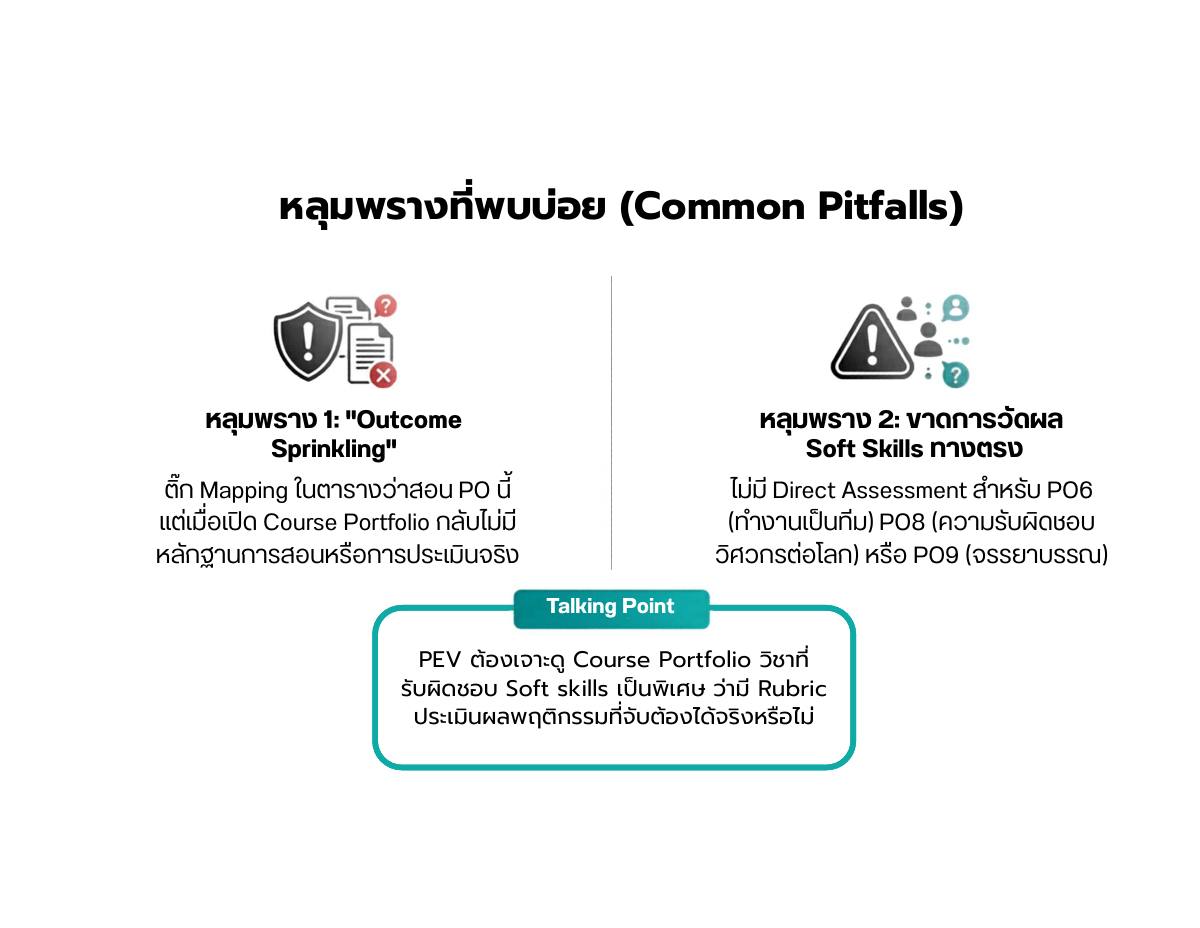 หลุมพรางที่พบบ่อย (Common Pitfalls)
หลุมพราง 1: "Outcome
Sprinkling"
ติ๊ก Mapping ในตารางว่าสอน PO นี้
แต่เมื่อเปิด Course Portfolio กลับไม่มี
หลักฐานการสอนหรือการประเมินจริง
หลุมพราง 2: ขาดการวัดผล
Soft Skills ทางตรง
ไม่มี Direct Assessment สำหรับ PO6
(ทำงานเป็นทีม) PO8 (ความรับผิดชอบ
วิศวกรต่อโลก) หรือ PO9 (จรรยาบรรณ)
Talking Point
PEV ต้องเจาะดู Course Portfolio วิชาที่
รับผิดชอบ Soft skills เป็นพิเศษ ว่ามี Rubric
ประเมินผลพฤติกรรมที่จับต้องได้จริงหรือไม่